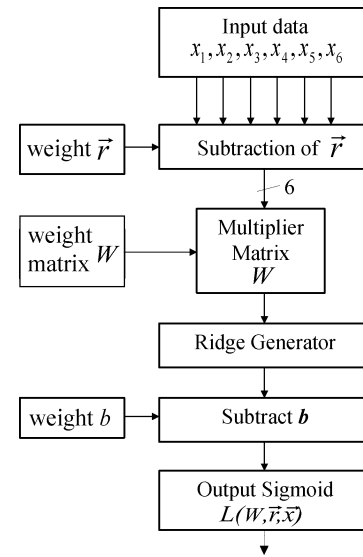 Input data
x₁, x₂, x₃, x₄, x₅, x₆
weight r⃗
Subtraction of r⃗
6
weight
matrix W
Multiplier
Matrix
W
Ridge Generator
weight b
Subtract b
Output Sigmoid
L(W,r⃗,x⃗)